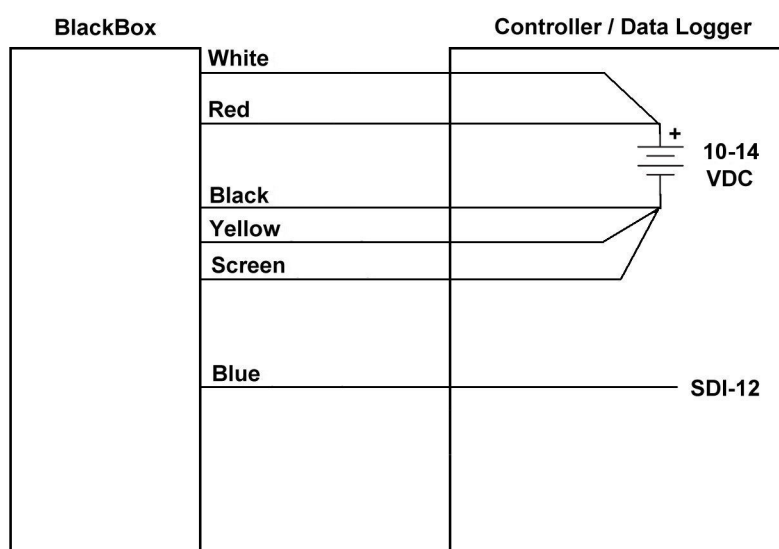 BlackBox
Controller / Data Logger
White
Red
+
10-14
VDC
Black
Yellow
Screen
Blue
SDI-12